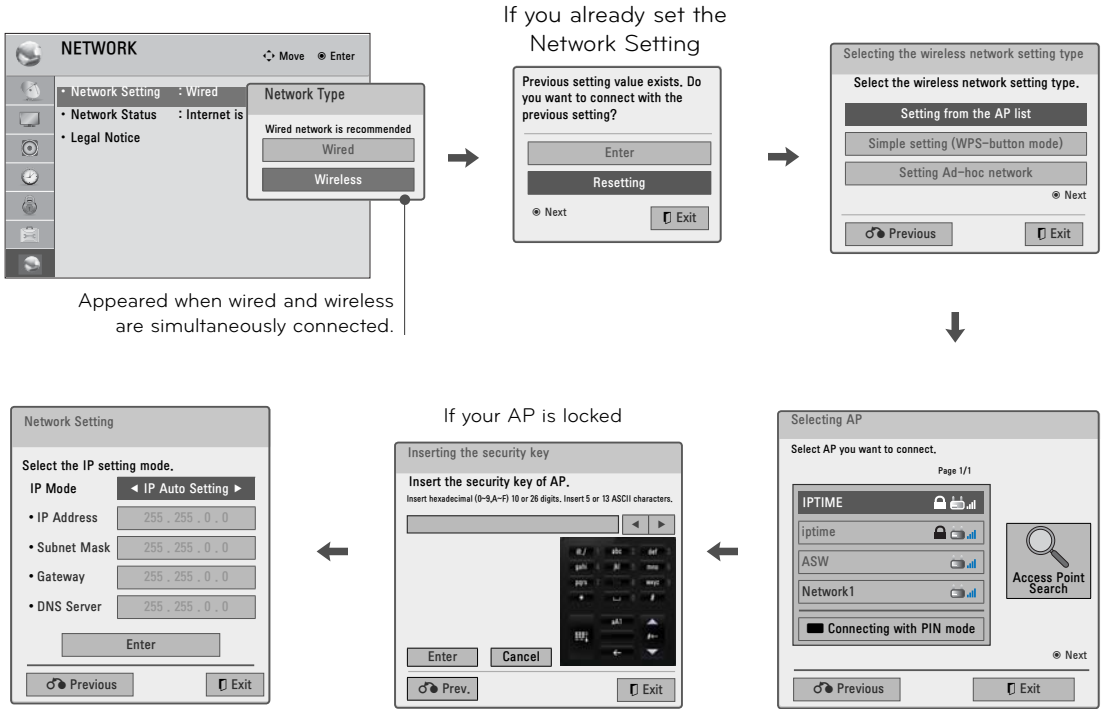 NETWORK
Move ◉ Enter
• Network Setting : Wired
• Network Status : Internet is
• Legal Notice
Network Type
Wired network is recommended
Wired
Wireless
Appeared when wired and wireless
are simultaneously connected.
If you already set the
Network Setting
Previous setting value exists. Do
you want to connect with the
previous setting?
Enter
Resetting
◉ Next
Exit
Selecting the wireless network setting type
Select the wireless network setting type.
Setting from the AP list
Simple setting (WPS-button mode)
Setting Ad-hoc network
◉ Next
Previous
Exit
Selecting AP
Select AP you want to connect.
Page 1/1
IPTIME
iptime
ASW
Network1
Access Point
Search
Connecting with PIN mode
◉ Next
Previous
Exit
If your AP is locked
Inserting the security key
Insert the security key of AP.
Insert hexadecimal (0~9,A~F) 10 or 26 digits, Insert 5 or 13 ASCII characters.
◄ ►
abc def
jkl
aA1
Enter Cancel
Prev.
Exit
Network Setting
Select the IP setting mode.
IP Mode ◄ IP Auto Setting ►
• IP Address 255 . 255 . 0 . 0
• Subnet Mask 255 . 255 . 0 . 0
• Gateway 255 . 255 . 0 . 0
• DNS Server 255 . 255 . 0 . 0
Enter
Previous
Exit